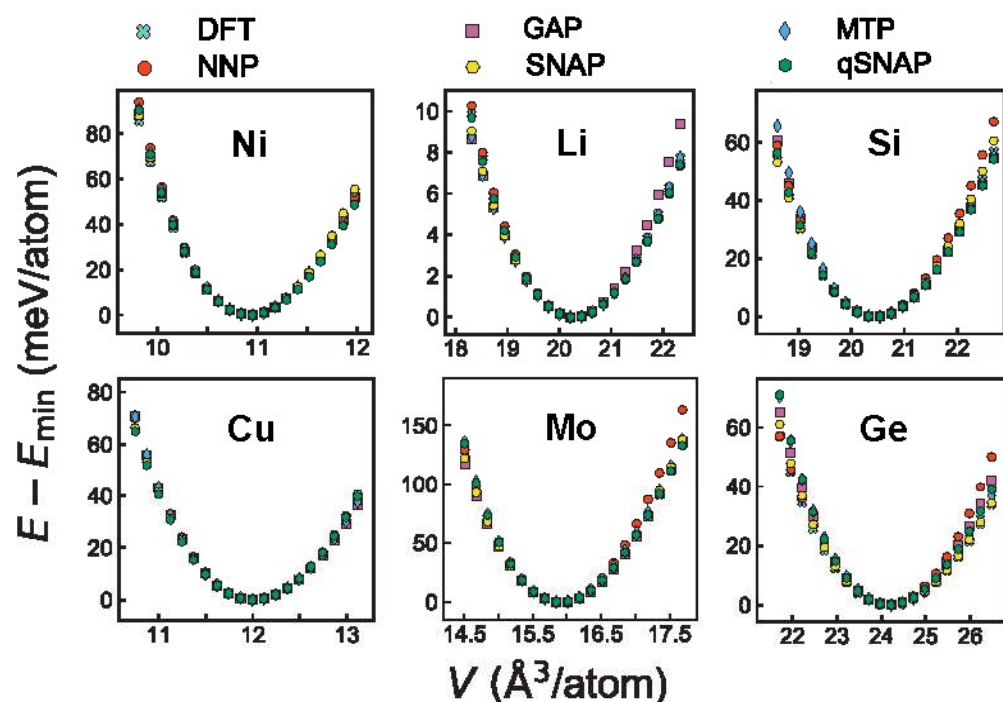 DFT GAP MTP
NNP SNAP qSNAP
E − E_min (meV/atom)
Ni
80
60
40
20
0
10 11 12
Li
10
8
6
4
2
0
18 19 20 21 22
Si
60
40
20
0
19 20 21 22
Cu
80
60
40
20
0
11 12 13
Mo
150
100
50
0
14.5 15.5 16.5 17.5
Ge
80
60
40
20
0
22 23 24 25 26
V (Å³/atom)